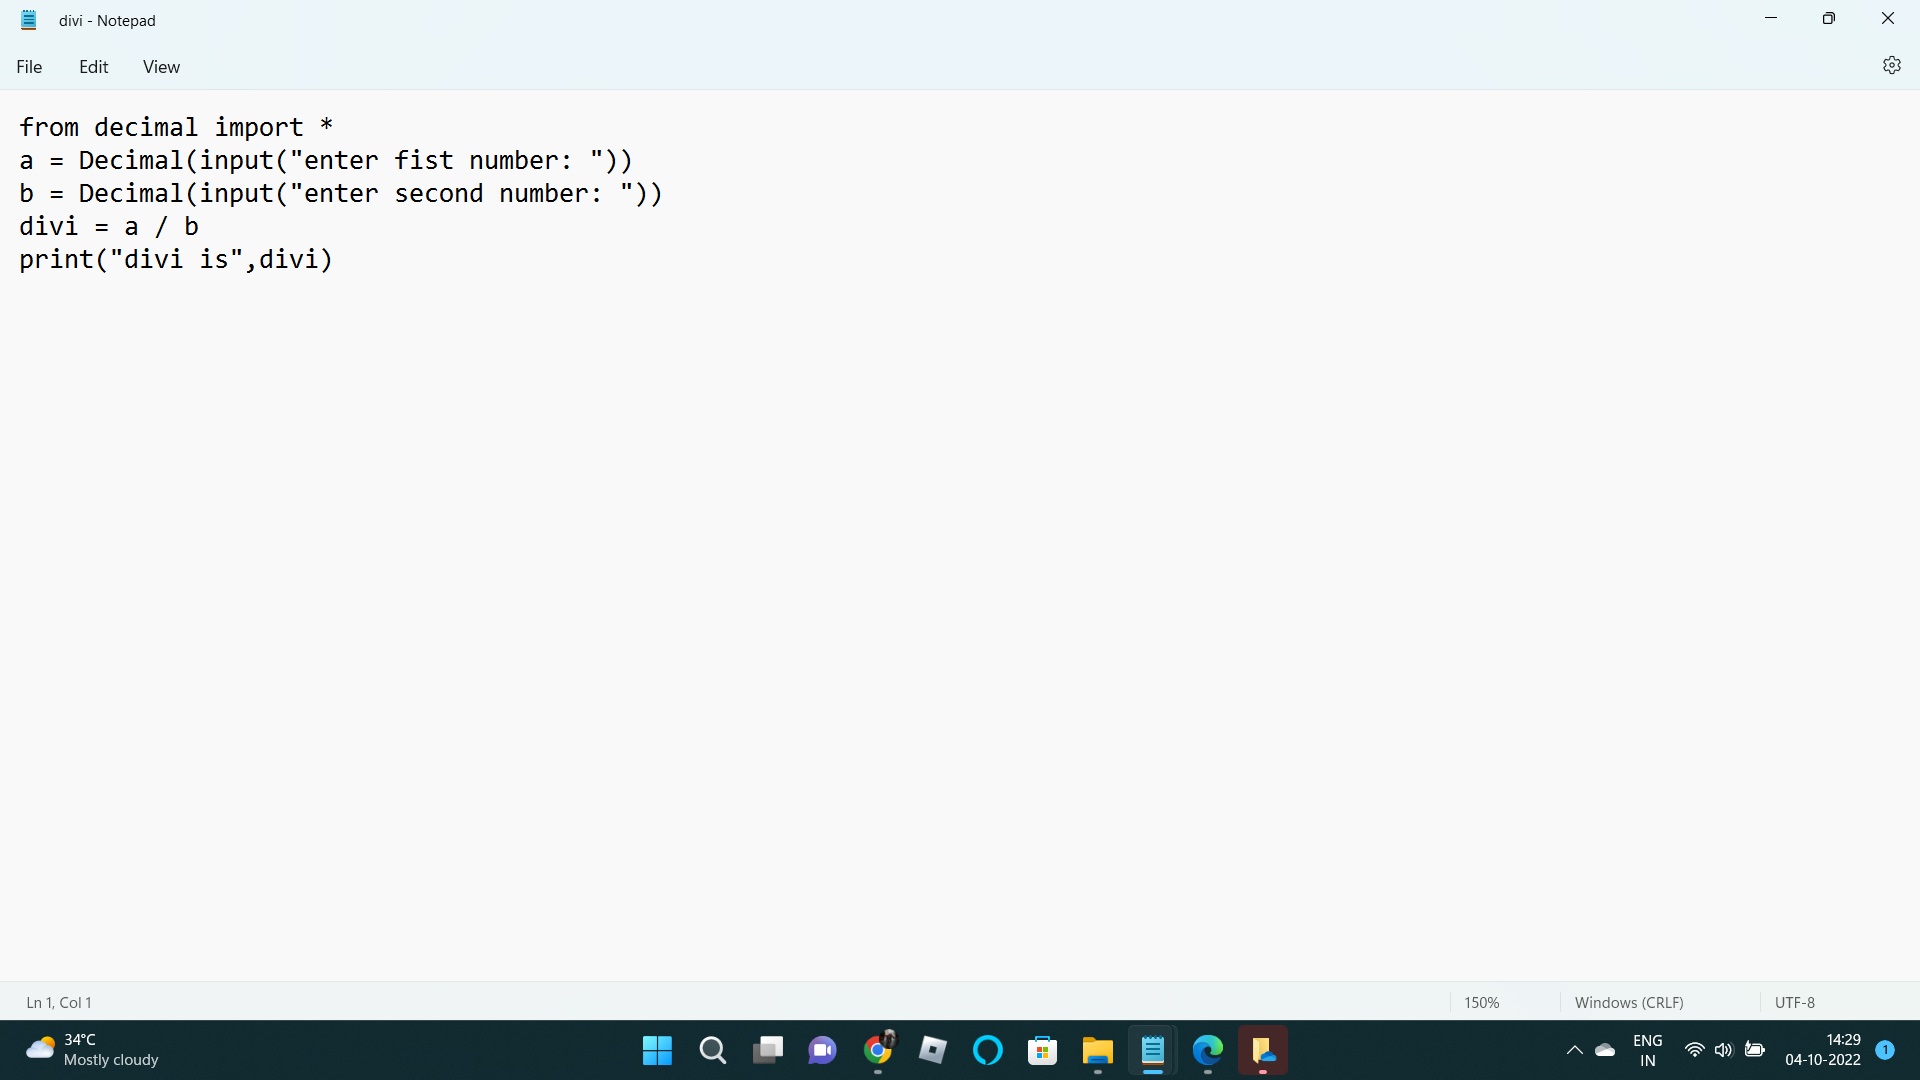 divi - Notepad
File Edit View
from decimal import *
a = Decimal(input("enter fist number: "))
b = Decimal(input("enter second number: "))
divi = a / b
print("divi is",divi)
Ln 1, Col 1 150% Windows (CRLF) UTF-8
34°C
Mostly cloudy
ENG
IN
14:29
04-10-2022
1